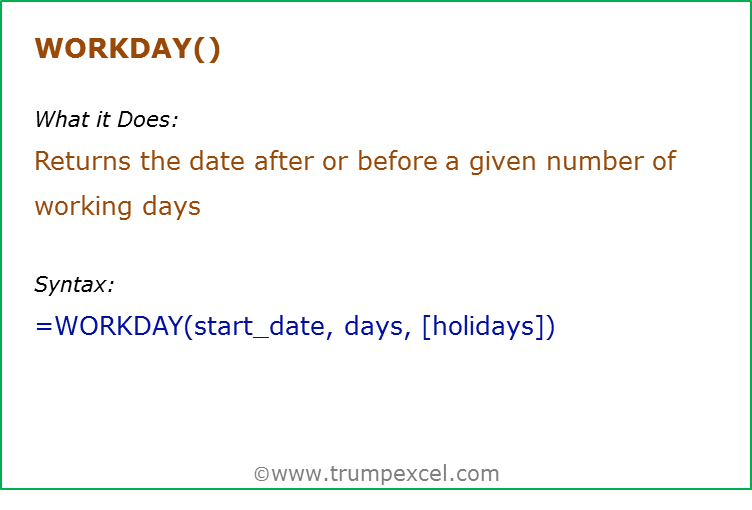 WORKDAY()
What it Does:
Returns the date after or before a given number of
working days
Syntax:
=WORKDAY(start_date, days, [holidays])
©www.trumpexcel.com